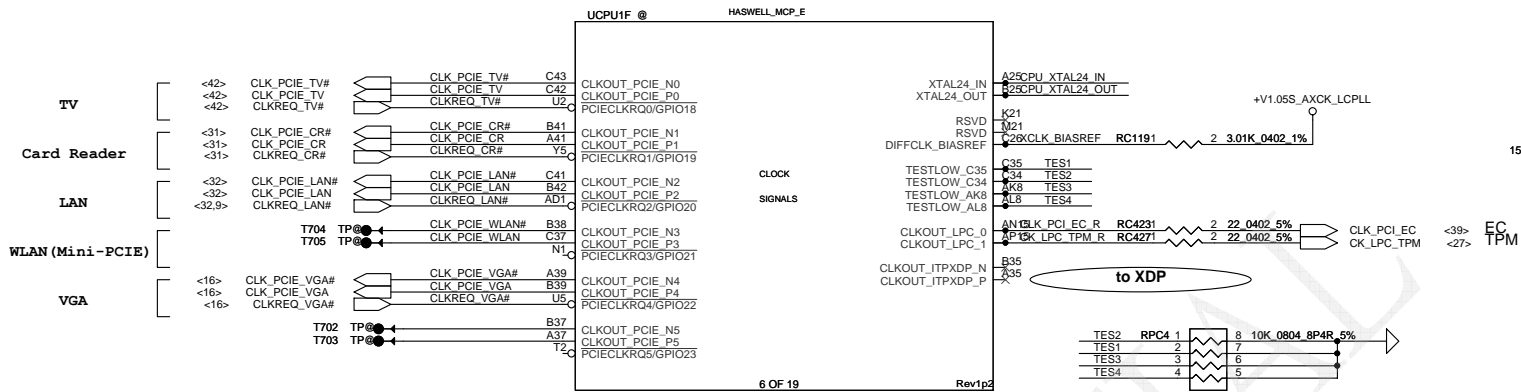 UCPU1F @ HASWELL_MCP_E
TV
<42> CLK_PCIE_TV# CLK_PCIE_TV# C43 CLKOUT_PCIE_N0
<42> CLK_PCIE_TV CLK_PCIE_TV C42 CLKOUT_PCIE_P0
<42> CLKREQ_TV# CLKREQ_TV# U2 PCIECLKRQ0/GPIO18
Card Reader
<31> CLK_PCIE_CR# CLK_PCIE_CR# B41 CLKOUT_PCIE_N1
<31> CLK_PCIE_CR CLK_PCIE_CR A41 CLKOUT_PCIE_P1
<31> CLKREQ_CR# CLKREQ_CR# Y5 PCIECLKRQ1/GPIO19
LAN
<32> CLK_PCIE_LAN# CLK_PCIE_LAN# C41 CLKOUT_PCIE_N2
<32> CLK_PCIE_LAN CLK_PCIE_LAN B42 CLKOUT_PCIE_P2
<32,9> CLKREQ_LAN# CLKREQ_LAN# AD1 PCIECLKRQ2/GPIO20
WLAN(Mini-PCIE)
T704 TP@ CLK_PCIE_WLAN# B38 CLKOUT_PCIE_N3
T705 TP@ CLK_PCIE_WLAN C37 CLKOUT_PCIE_P3
N1 PCIECLKRQ3/GPIO21
VGA
<16> CLK_PCIE_VGA# CLK_PCIE_VGA# A39 CLKOUT_PCIE_N4
<16> CLK_PCIE_VGA CLK_PCIE_VGA B39 CLKOUT_PCIE_P4
<16> CLKREQ_VGA# CLKREQ_VGA# U5 PCIECLKRQ4/GPIO22
T702 TP@ B37 CLKOUT_PCIE_N5
T703 TP@ A37 CLKOUT_PCIE_P5
T2 PCIECLKRQ5/GPIO23
CLOCK
SIGNALS
6 OF 19 Rev1p2
XTAL24_IN A25 CPU_XTAL24_IN
XTAL24_OUT B25 CPU_XTAL24_OUT
+V1.05S_AXCK_LCPLL
RSVD K21
RSVD M21
DIFFCLK_BIASREF C26 XCLK_BIASREF RC119 1 2 3.01K_0402_1%
15
TESTLOW_C35 C35 TES1
TESTLOW_C34 C34 TES2
TESTLOW_AK8 AK8 TES3
TESTLOW_AL8 AL8 TES4
CLKOUT_LPC_0 AN15 CLK_PCI_EC_R RC423 1 2 22_0402_5% CLK_PCI_EC <39> EC
CLKOUT_LPC_1 AP15 CK_LPC_TPM_R RC427 1 2 22_0402_5% CK_LPC_TPM <27> TPM
CLKOUT_ITPXDP_N B35
CLKOUT_ITPXDP_P A35
to XDP
TES2 RPC4 1 8 10K_0804_8P4R_5%
TES1 2 7
TES3 3 6
TES4 4 5